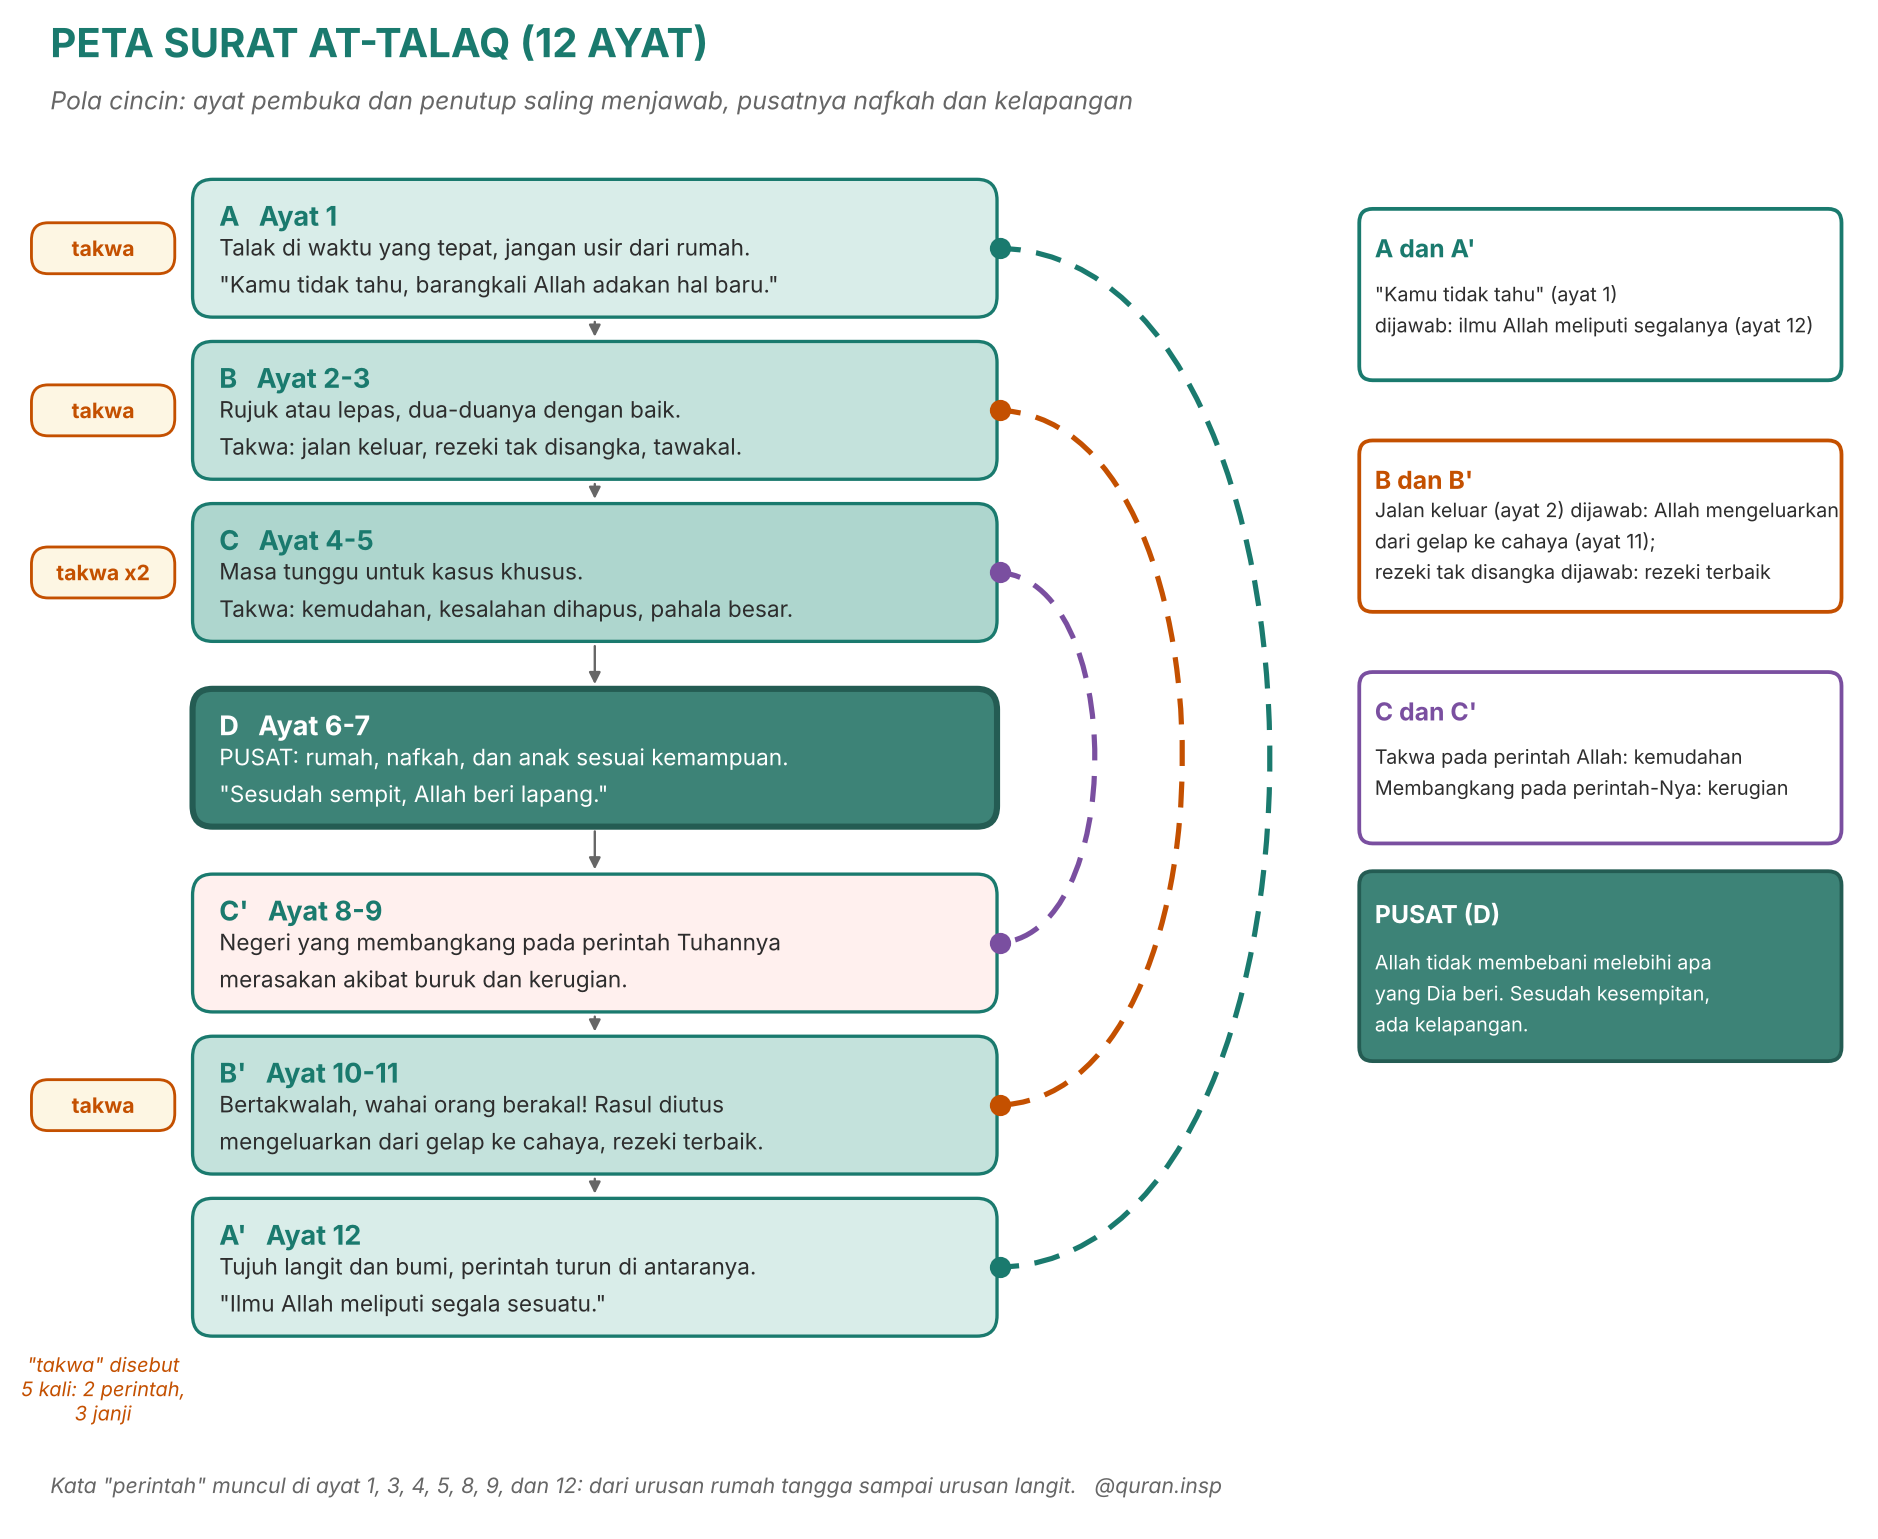 PETA SURAT AT-TALAQ (12 AYAT)
Pola cincin: ayat pembuka dan penutup saling menjawab, pusatnya nafkah dan kelapangan
takwa
A Ayat 1
Talak di waktu yang tepat, jangan usir dari rumah.
"Kamu tidak tahu, barangkali Allah adakan hal baru."
takwa
B Ayat 2-3
Rujuk atau lepas, dua-duanya dengan baik.
Takwa: jalan keluar, rezeki tak disangka, tawakal.
takwa x2
C Ayat 4-5
Masa tunggu untuk kasus khusus.
Takwa: kemudahan, kesalahan dihapus, pahala besar.
D Ayat 6-7
PUSAT: rumah, nafkah, dan anak sesuai kemampuan.
"Sesudah sempit, Allah beri lapang."
C' Ayat 8-9
Negeri yang membangkang pada perintah Tuhannya
merasakan akibat buruk dan kerugian.
takwa
B' Ayat 10-11
Bertakwalah, wahai orang berakal! Rasul diutus
mengeluarkan dari gelap ke cahaya, rezeki terbaik.
A' Ayat 12
Tujuh langit dan bumi, perintah turun di antaranya.
"Ilmu Allah meliputi segala sesuatu."
"takwa" disebut
5 kali: 2 perintah,
3 janji
A dan A'
"Kamu tidak tahu" (ayat 1)
dijawab: ilmu Allah meliputi segalanya (ayat 12)
B dan B'
Jalan keluar (ayat 2) dijawab: Allah mengeluarkan
dari gelap ke cahaya (ayat 11);
rezeki tak disangka dijawab: rezeki terbaik
C dan C'
Takwa pada perintah Allah: kemudahan
Membangkang pada perintah-Nya: kerugian
PUSAT (D)
Allah tidak membebani melebihi apa
yang Dia beri. Sesudah kesempitan,
ada kelapangan.
Kata "perintah" muncul di ayat 1, 3, 4, 5, 8, 9, dan 12: dari urusan rumah tangga sampai urusan langit. @quran.insp